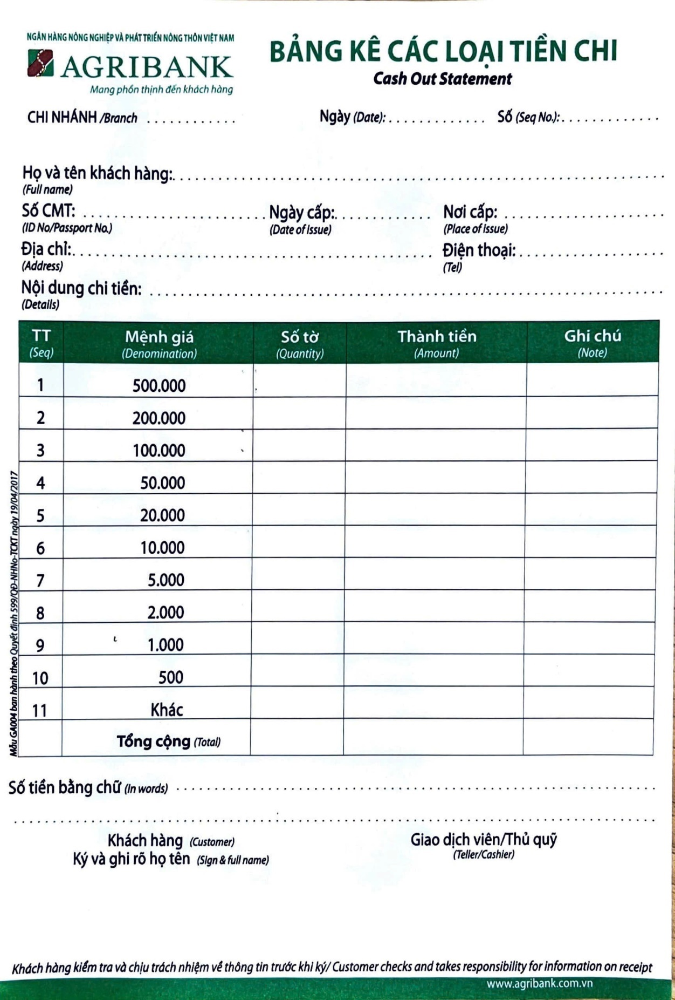 NGÂN HÀNG NÔNG NGHIỆP VÀ PHÁT TRIỂN NÔNG THÔN VIỆT NAM
AGRIBANK
Mang phồn thịnh đến khách hàng
BẢNG KÊ CÁC LOẠI TIỀN CHI
Cash Out Statement
CHI NHÁNH /Branch ............ Ngày (Date): ............. Số (Seq No.): .............
Họ và tên khách hàng: ................................................................
(Full name)
Số CMT: ........................ Ngày cấp: ............. Nơi cấp: .....................
(ID No/Passport No.) (Date of Issue) (Place of issue)
Địa chỉ: ............................................... Điện thoại: ...................
(Address) (Tel)
Nội dung chi tiền: ..................................................................
(Details)
TT Mệnh giá Số tờ Thành tiền Ghi chú
(Seq) (Denomination) (Quantity) (Amount) (Note)
1 500.000
2 200.000
3 100.000
4 50.000
5 20.000
6 10.000
7 5.000
8 2.000
9 1.000
10 500
11 Khác
Tổng cộng (Total)
Mẫu GA004 ban hành theo Quyết định 599/QĐ-NHNo-TCKT ngày 19/04/2017
Số tiền bằng chữ (In words) ..............................................................
...................................................................................
Khách hàng (Customer) Giao dịch viên/Thủ quỹ
Ký và ghi rõ họ tên (Sign & full name) (Teller/Cashier)
Khách hàng kiểm tra và chịu trách nhiệm về thông tin trước khi ký/ Customer checks and takes responsibility for information on receipt
www.agribank.com.vn